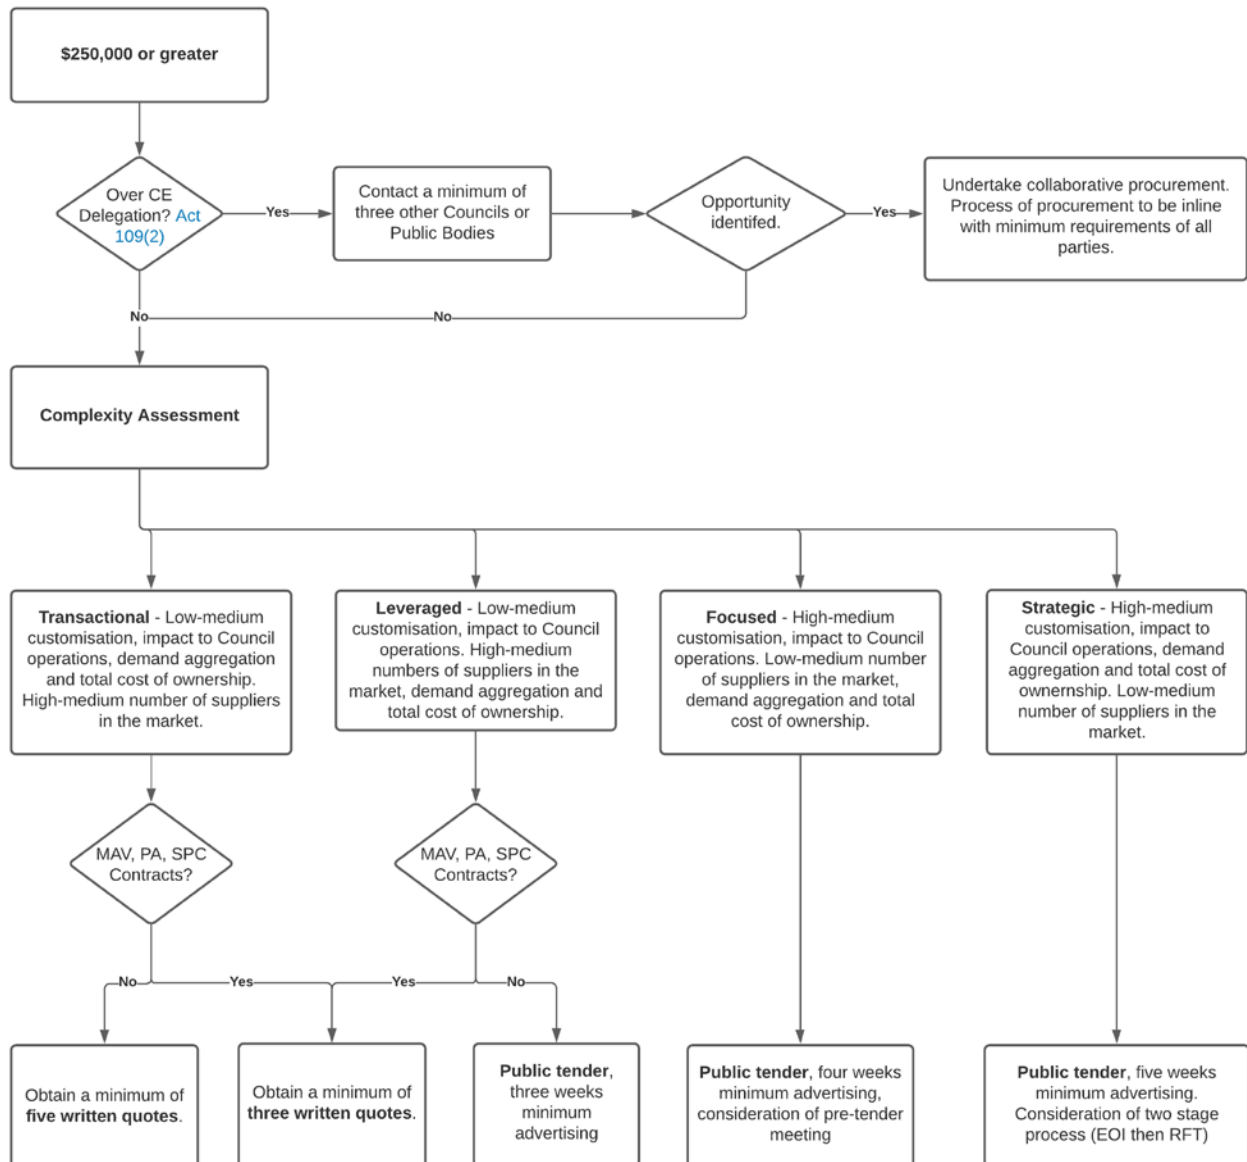 $250,000 or greater
Over CE
Delegation? Act
109(2)
Yes
Contact a minimum of
three other Councils or
Public Bodies
Opportunity
identifed.
Yes
Undertake collaborative procurement.
Process of procurement to be inline
with minimum requirements of all
parties.
No
No
Complexity Assessment
Transactional - Low-medium
customisation, impact to Council
operations, demand aggregation
and total cost of ownership.
High-medium number of suppliers
in the market.
Leveraged - Low-medium
customisation, impact to Council
operations. High-medium
numbers of suppliers in the
market, demand aggregation and
total cost of ownership.
Focused - High-medium
customisation, impact to Council
operations. Low-medium number
of suppliers in the market,
demand aggregation and total
cost of ownership.
Strategic - High-medium
customisation, impact to
Council operations, demand
aggregation and total cost of
ownernship. Low-medium
number of suppliers in the
market.
MAV, PA, SPC
Contracts?
MAV, PA, SPC
Contracts?
No
Yes
Yes
No
Obtain a minimum of
five written quotes.
Obtain a minimum of
three written quotes.
Public tender,
three weeks
minimum
advertising
Public tender, four weeks
minimum advertising,
consideration of pre-tender
meeting
Public tender, five weeks
minimum advertising.
Consideration of two stage
process (EOI then RFT)